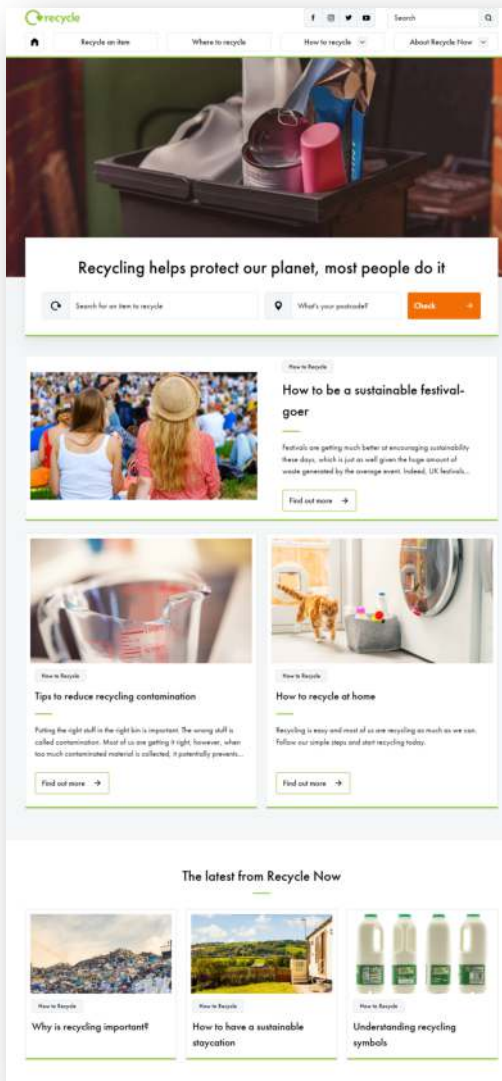 recycle
Search
Recycle an item
Where to recycle
How to recycle
About Recycle Now
Recycling helps protect our planet, most people do it
Search for an item to recycle
What's your postcode?
Check
How to Recycle
How to be a sustainable festival-
goer
Festivals are getting much better at encouraging sustainability
these days, which is just as well given the huge amount of
waste generated by the average event. Indeed, UK festivals...
Find out more
How to Recycle
Tips to reduce recycling contamination
Putting the right stuff in the right bin is important. The wrong stuff is
called contamination. Most of us are getting it right, however, when
too much contaminated material is collected, it potentially prevents...
Find out more
How to Recycle
How to recycle at home
Recycling is easy and most of us are recycling as much as we can.
Follow our simple steps and start recycling today.
Find out more
The latest from Recycle Now
How to Recycle
Why is recycling important?
How to Recycle
How to have a sustainable
staycation
How to Recycle
Understanding recycling
symbols